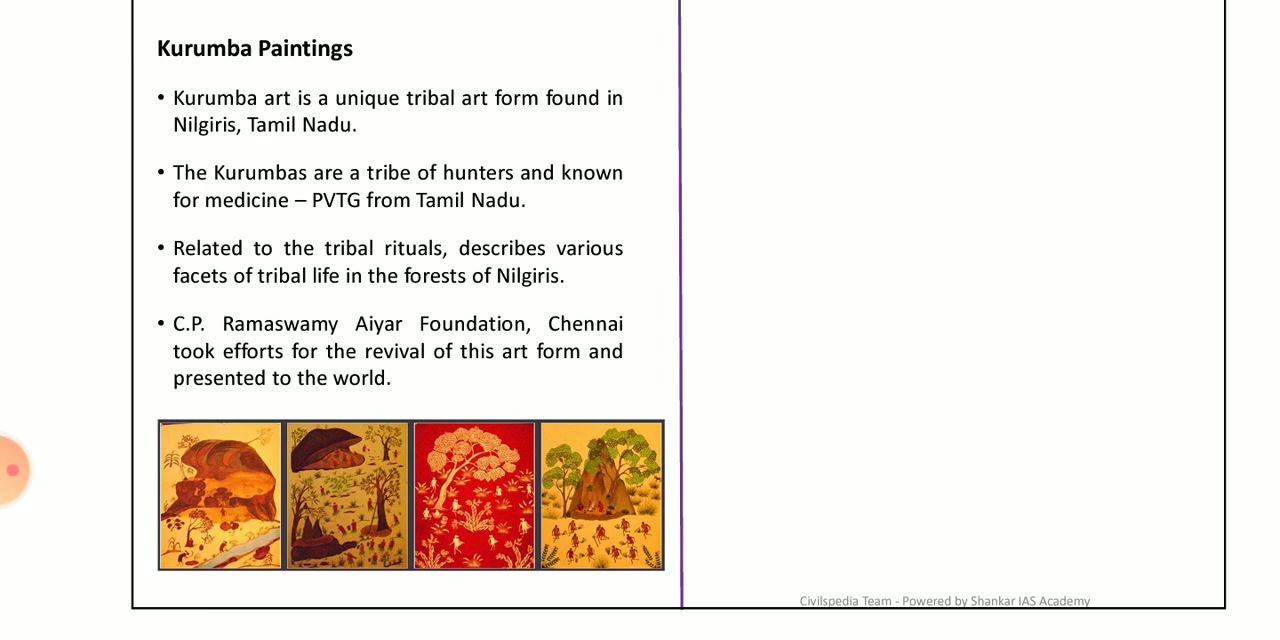 Kurumba Paintings
• Kurumba art is a unique tribal art form found in
Nilgiris, Tamil Nadu.
• The Kurumbas are a tribe of hunters and known
for medicine – PVTG from Tamil Nadu.
• Related to the tribal rituals, describes various
facets of tribal life in the forests of Nilgiris.
• C.P. Ramaswamy Aiyar Foundation, Chennai
took efforts for the revival of this art form and
presented to the world.
Civilspedia Team - Powered by Shankar IAS Academy